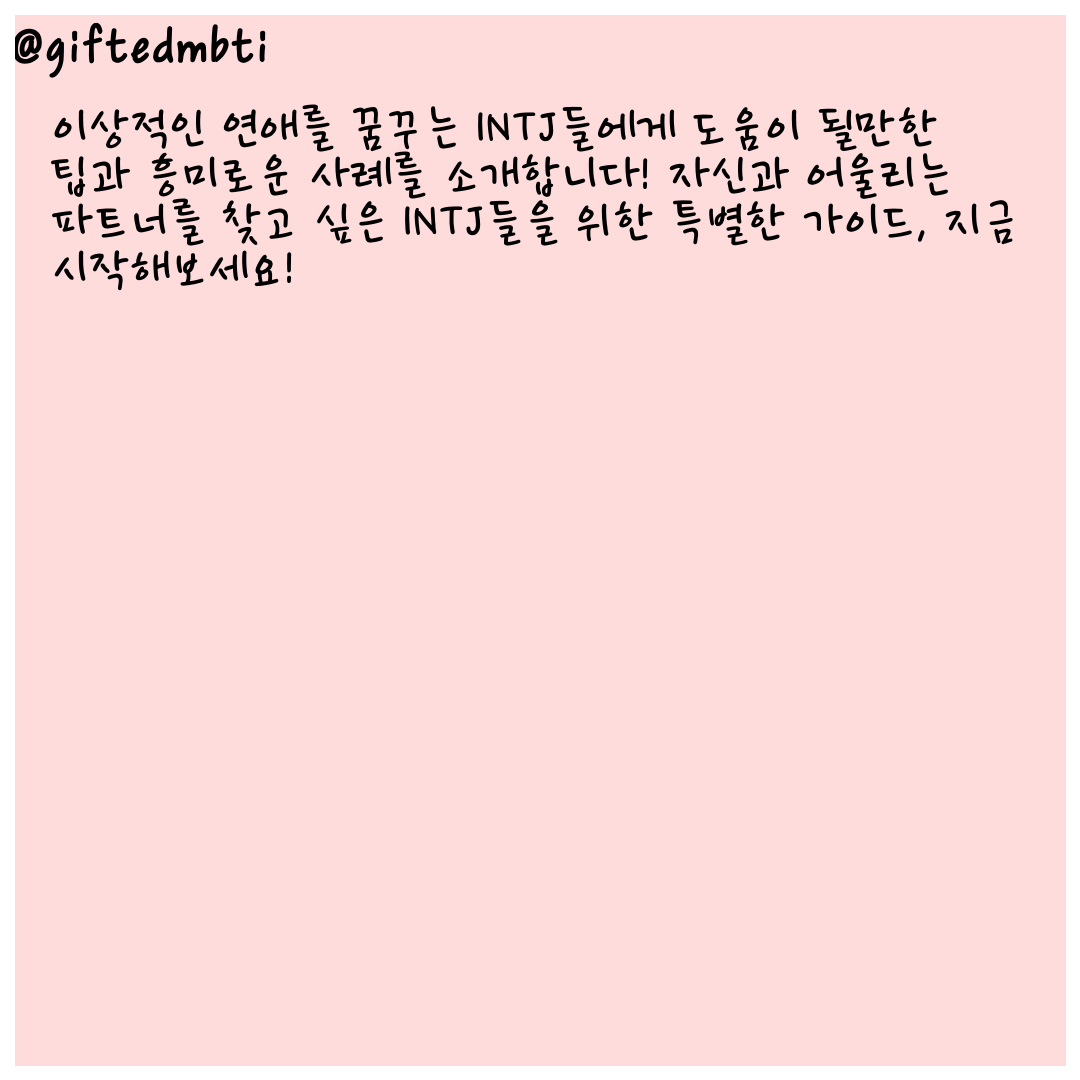 @giftedmbti
이상적인 연애를 꿈꾸는 INTJ들에게 도움이 될만한
팁과 흥미로운 사례를 소개합니다! 자신과 어울리는
파트너를 찾고 싶은 INTJ들을 위한 특별한 가이드, 지금
시작해보세요!